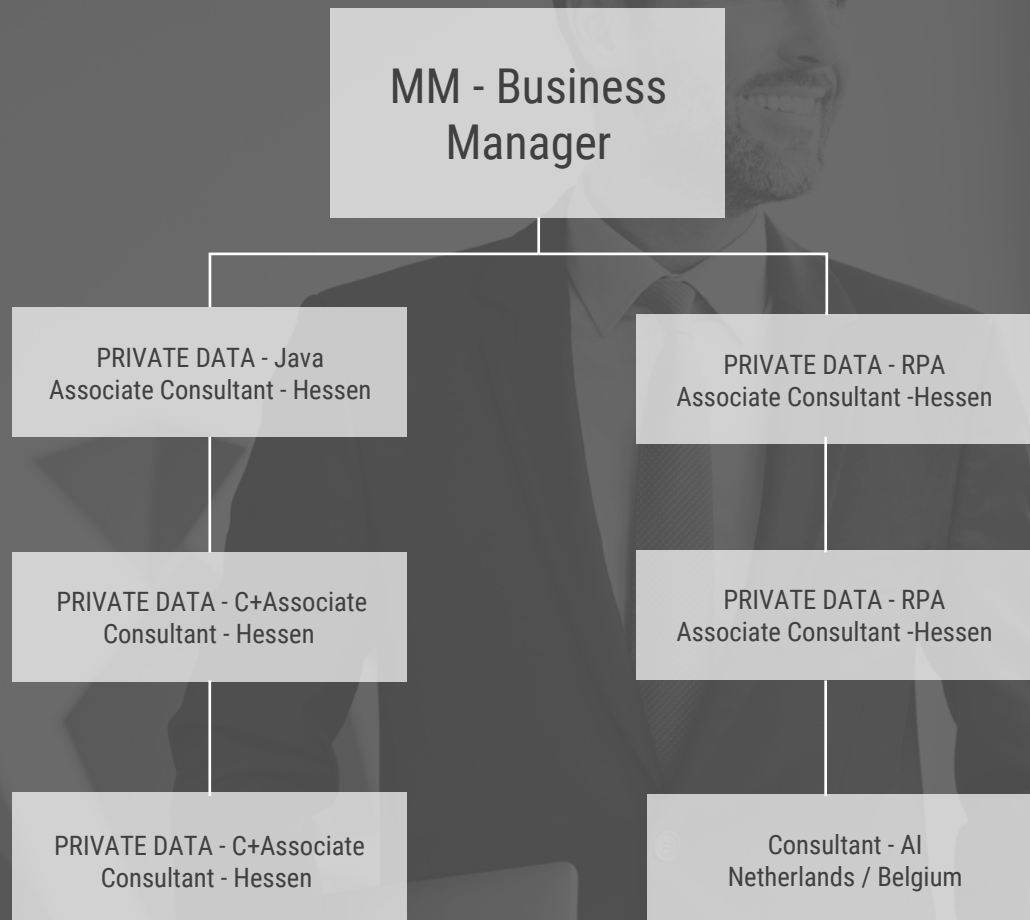 MM - Business
Manager
PRIVATE DATA - Java
Associate Consultant - Hessen
PRIVATE DATA - RPA
Associate Consultant -Hessen
PRIVATE DATA - C+Associate
Consultant - Hessen
PRIVATE DATA - RPA
Associate Consultant -Hessen
PRIVATE DATA - C+Associate
Consultant - Hessen
Consultant - AI
Netherlands / Belgium